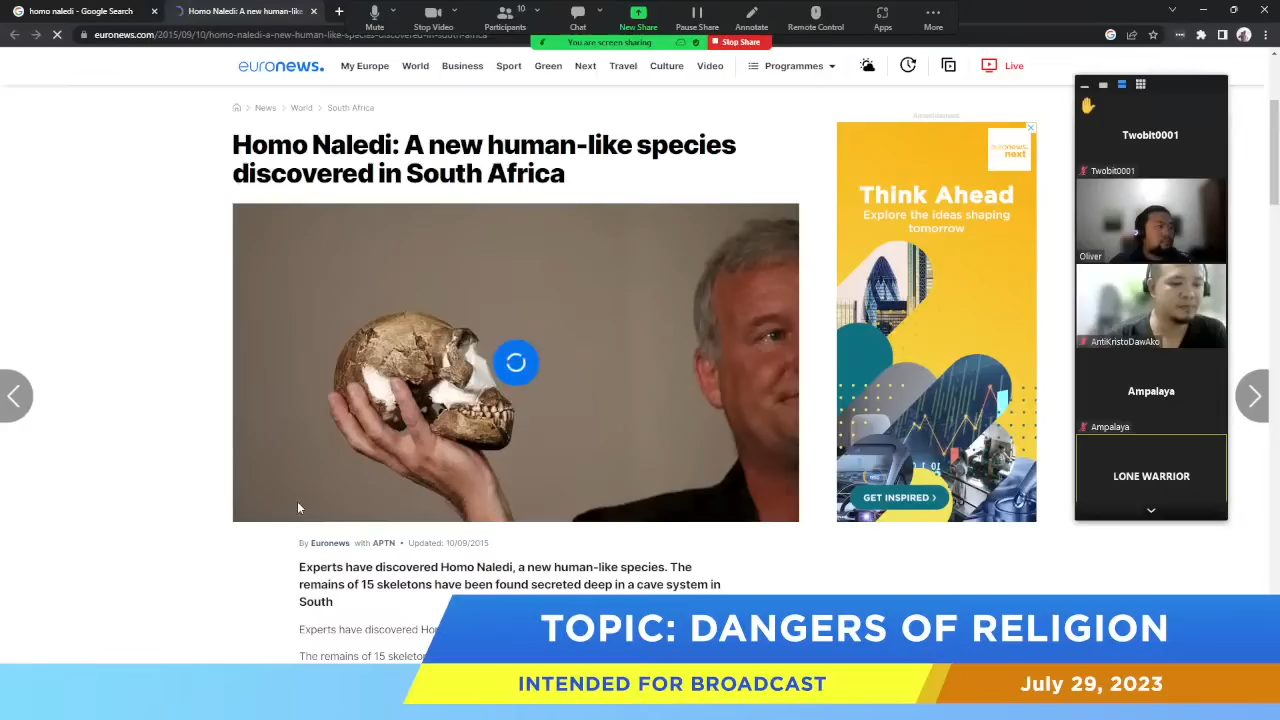 homo naledi - Google Search
Homo Naledi: A new human-like
Mute
Stop Video
10
Participants
Chat
New Share
Pause Share
Annotate
Remote Control
Apps
More
euronews.com/2015/09/10/homo-naledi-a-new-human-like-species-discovered-in-south-africa
You are screen sharing
Stop Share
euronews.
My Europe
World
Business
Sport
Green
Next
Travel
Culture
Video
Programmes
Live
News
World
South Africa
Homo Naledi: A new human-like species
discovered in South Africa
Advertisement
euronews.
next
Think Ahead
Explore the ideas shaping
tomorrow
GET INSPIRED
Twobit0001
Twobit0001
Oliver
AntiKristoDawAko
Ampalaya
Ampalaya
LONE WARRIOR
By Euronews with APTN • Updated: 10/09/2015
Experts have discovered Homo Naledi, a new human-like species. The
remains of 15 skeletons have been found secreted deep in a cave system in
South
Experts have discovered
The remains of 15
TOPIC: DANGERS OF RELIGION
INTENDED FOR BROADCAST
July 29, 2023